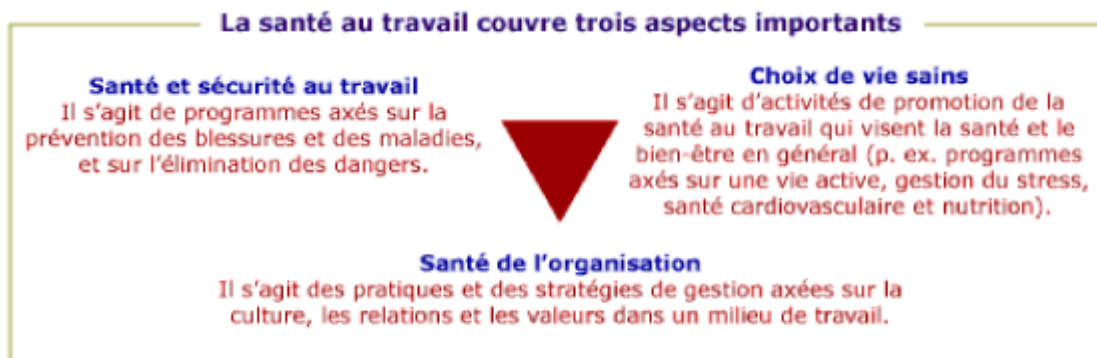 La santé au travail couvre trois aspects importants
Santé et sécurité au travail
Il s'agit de programmes axés sur la
prévention des blessures et des maladies,
et sur l'élimination des dangers.
Choix de vie sains
Il s'agit d'activités de promotion de la
santé au travail qui visent la santé et le
bien-être en général (p. ex. programmes
axés sur une vie active, gestion du stress,
santé cardiovasculaire et nutrition).
Santé de l'organisation
Il s'agit des pratiques et des stratégies de gestion axées sur la
culture, les relations et les valeurs dans un milieu de travail.